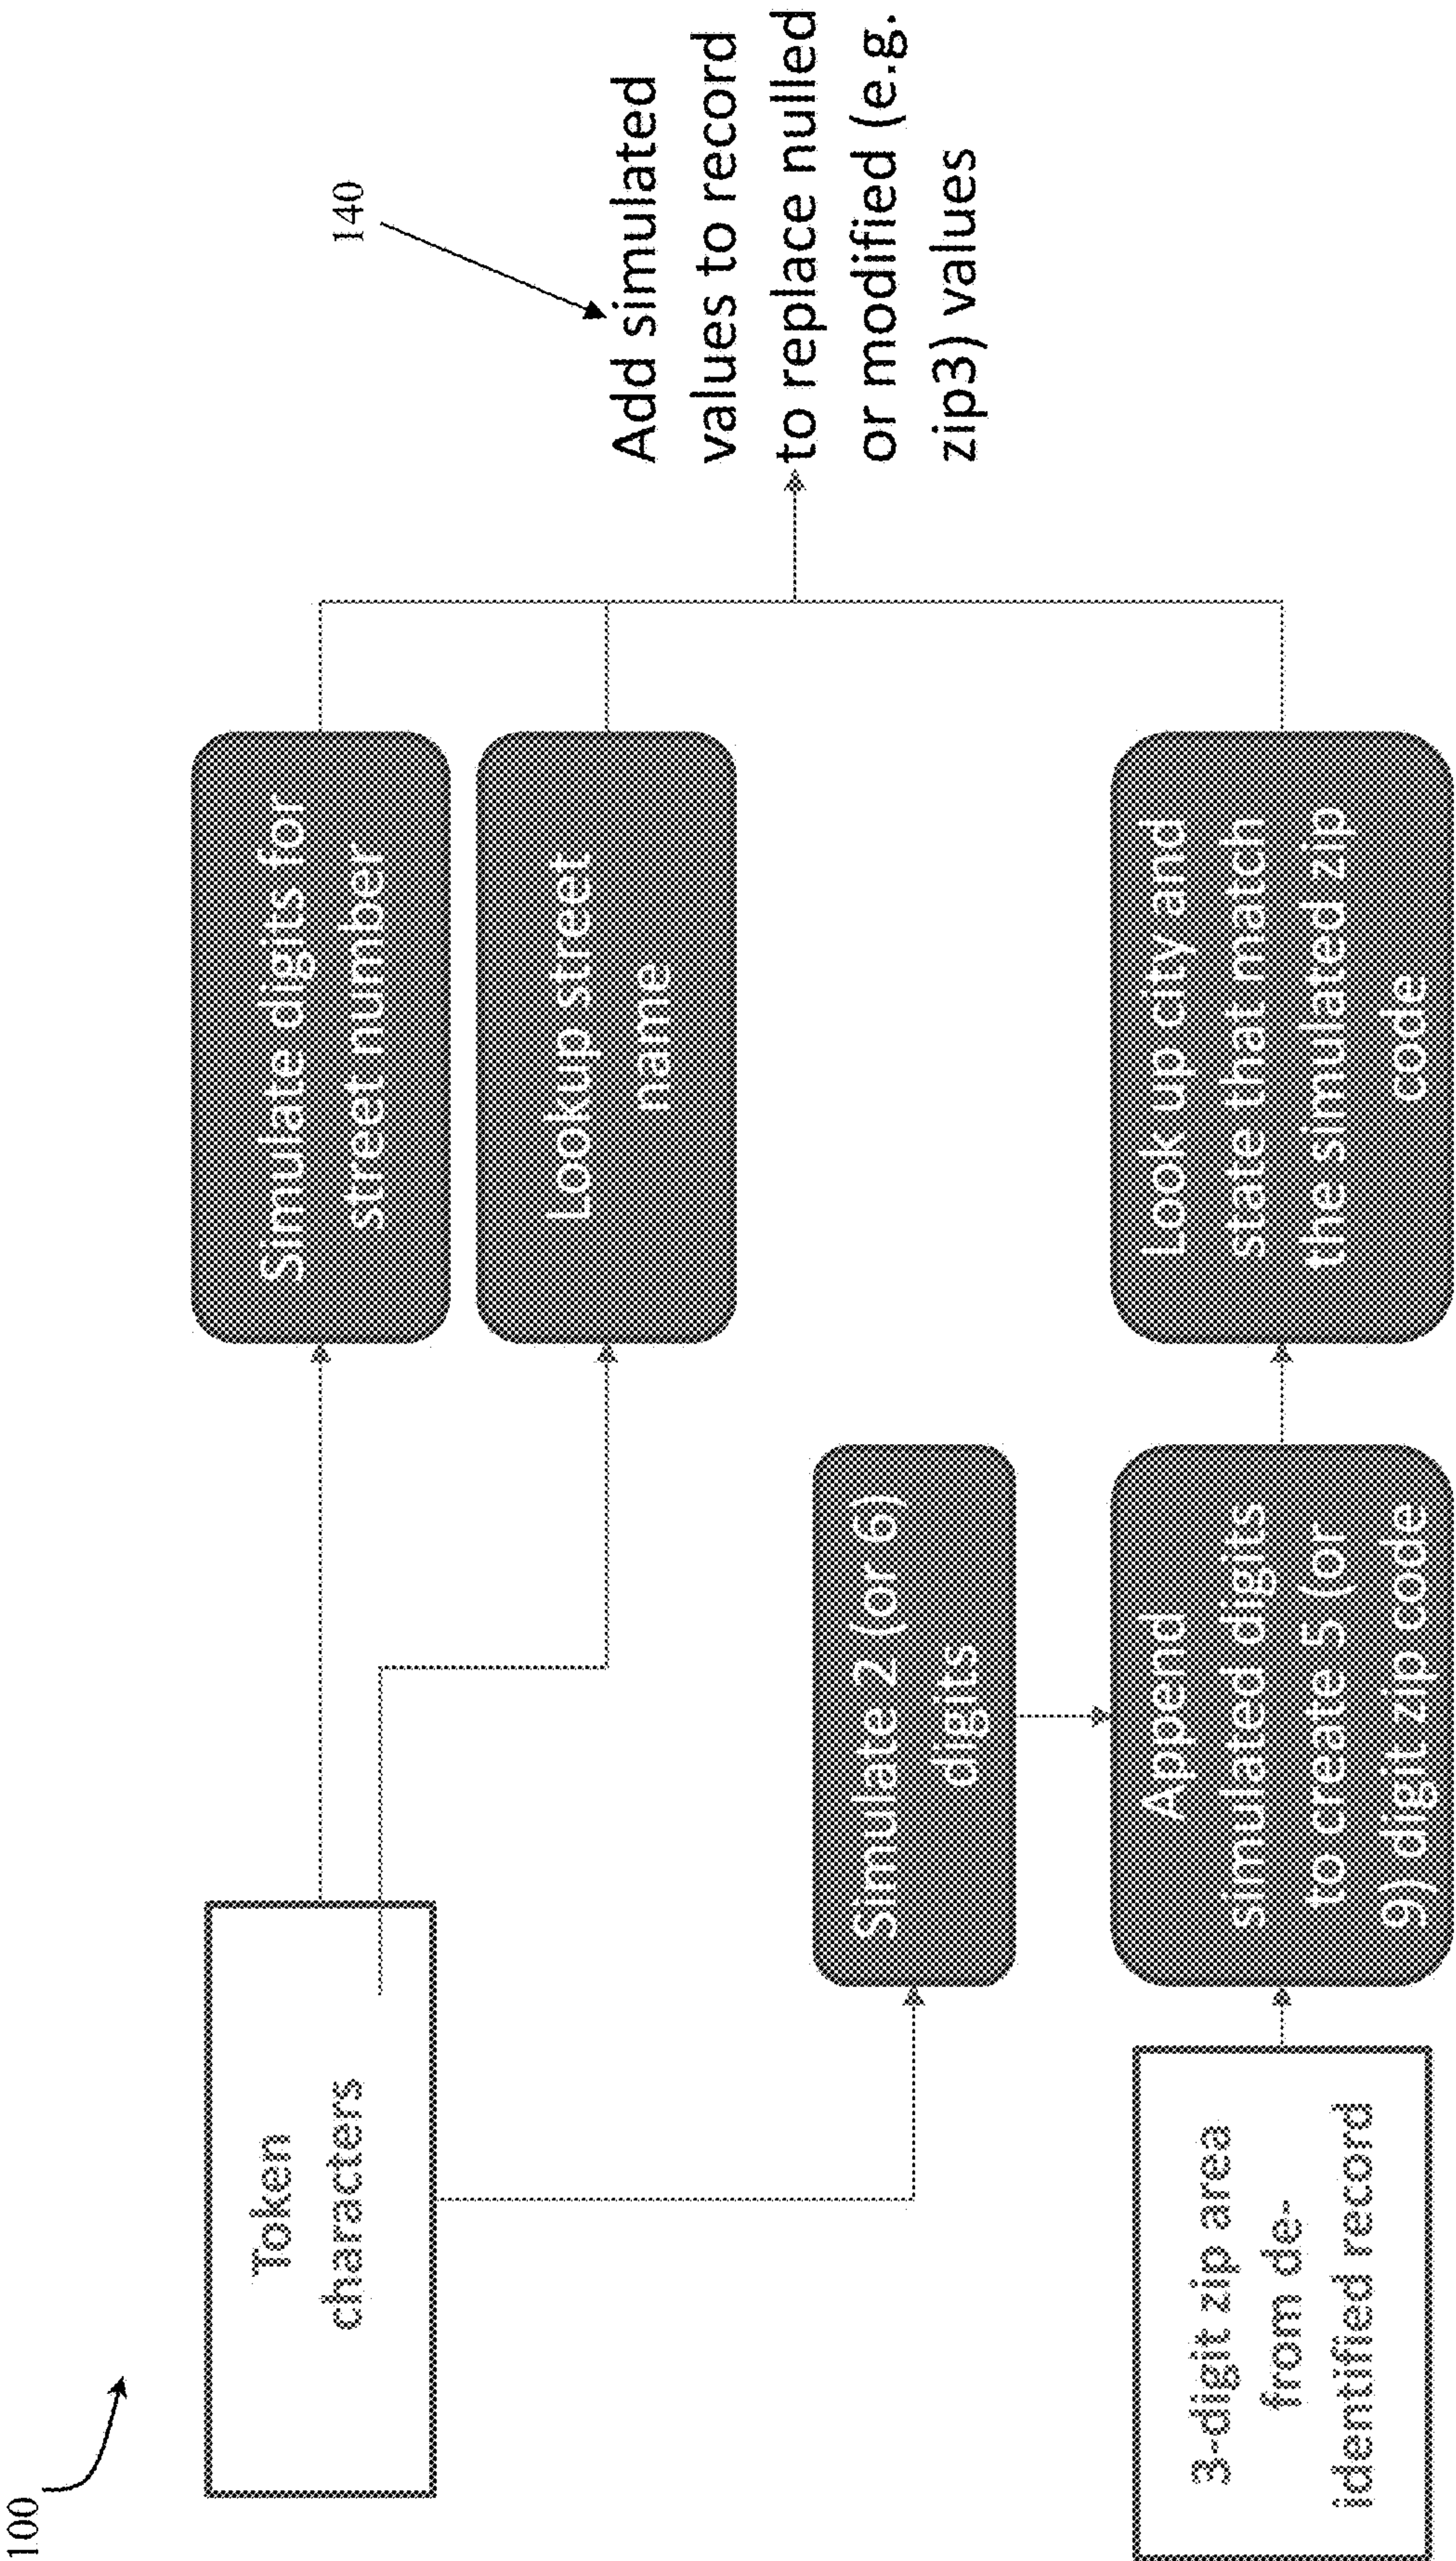 100
Token
characters
3-digit zip area
from de-
identified record
Simulate 2 (or 6)
digits
Append
simulated digits
to create 5 (or
9) digit zip code
Simulate digits for
street number
Lookup street
name
Look up city and
state that match
the simulated zip
code
140
Add simulated
values to record
to replace nulled
or modified (e.g.
zip3) values